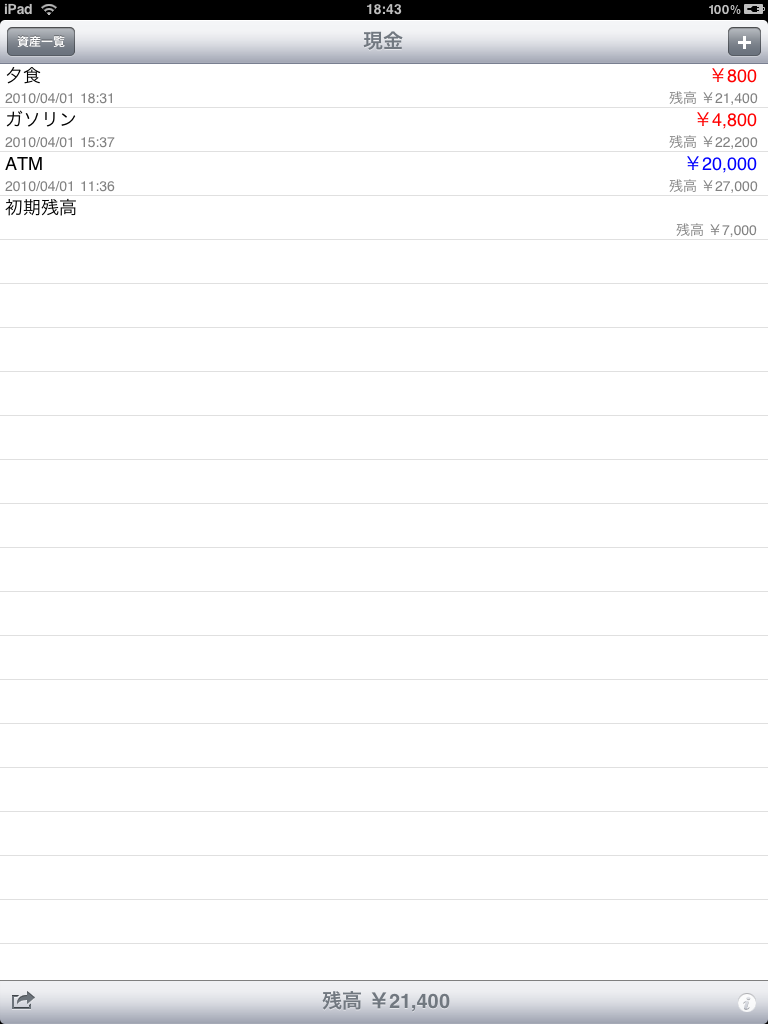 iPad 18:43 100%
資産一覧 現金
夕食 ¥800
2010/04/01 18:31 残高 ¥21,400
ガソリン ¥4,800
2010/04/01 15:37 残高 ¥22,200
ATM ¥20,000
2010/04/01 11:36 残高 ¥27,000
初期残高
残高 ¥7,000
残高 ¥21,400